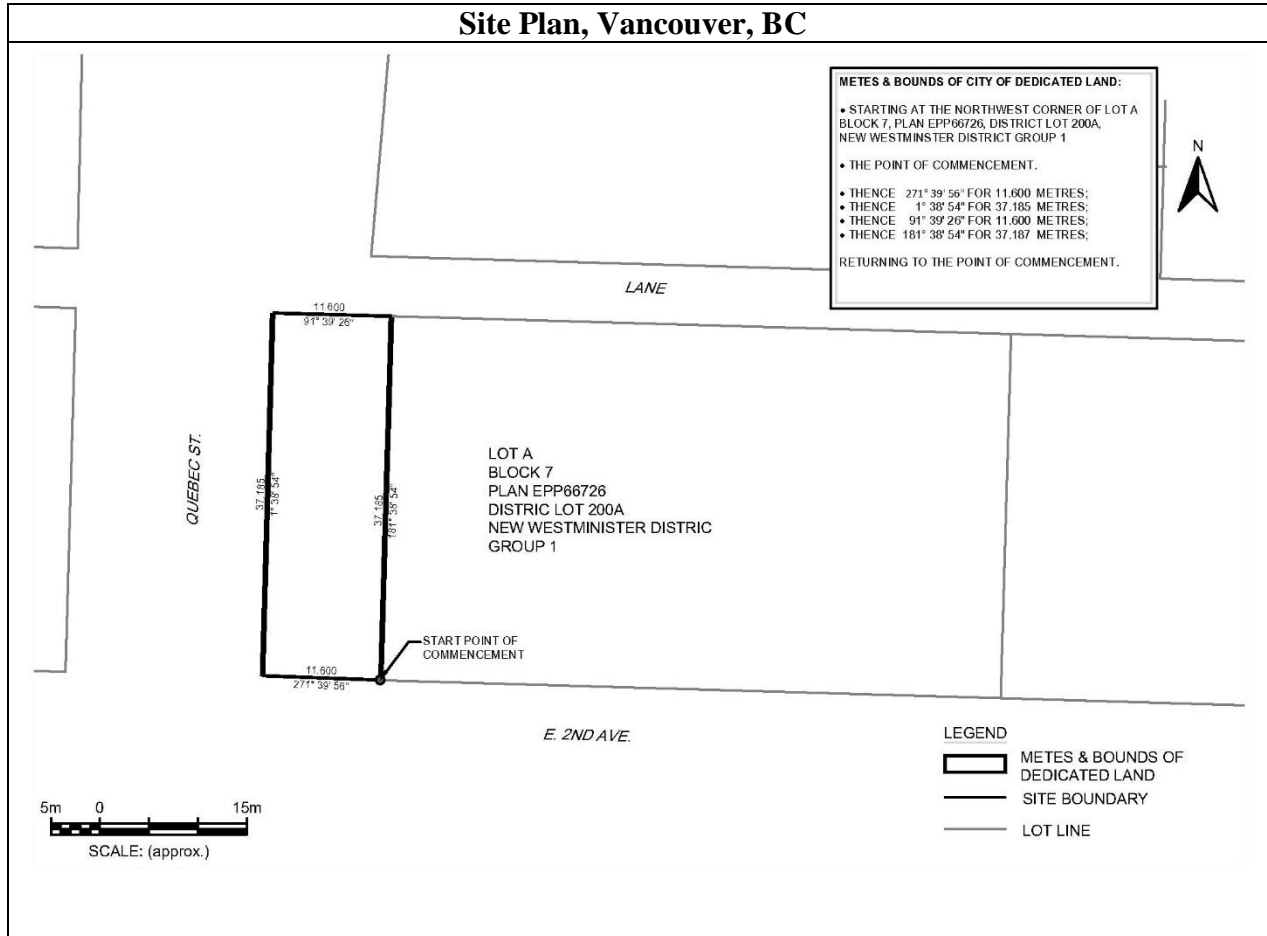 Site Plan, Vancouver, BC
METES & BOUNDS OF CITY OF DEDICATED LAND:
• STARTING AT THE NORTHWEST CORNER OF LOT A
BLOCK 7, PLAN EPP66726, DISTRICT LOT 200A,
NEW WESTMINSTER DISTRICT GROUP 1
• THE POINT OF COMMENCEMENT.
• THENCE 271° 39' 56" FOR 11.600 METRES;
• THENCE 1° 38' 54" FOR 37.185 METRES;
• THENCE 91° 39' 26" FOR 11.600 METRES;
• THENCE 181° 38' 54" FOR 37.187 METRES;
RETURNING TO THE POINT OF COMMENCEMENT.
N
LANE
11.600
91° 39' 26"
QUEBEC ST.
37.185
1° 38' 54"
37.185
181° 38' 54"
LOT A
BLOCK 7
PLAN EPP66726
DISTRIC LOT 200A
NEW WESTMINISTER DISTRIC
GROUP 1
START POINT OF
COMMENCEMENT
11.600
271° 39' 56"
E. 2ND AVE.
LEGEND
METES & BOUNDS OF
DEDICATED LAND
SITE BOUNDARY
LOT LINE
5m 0 15m
SCALE: (approx.)